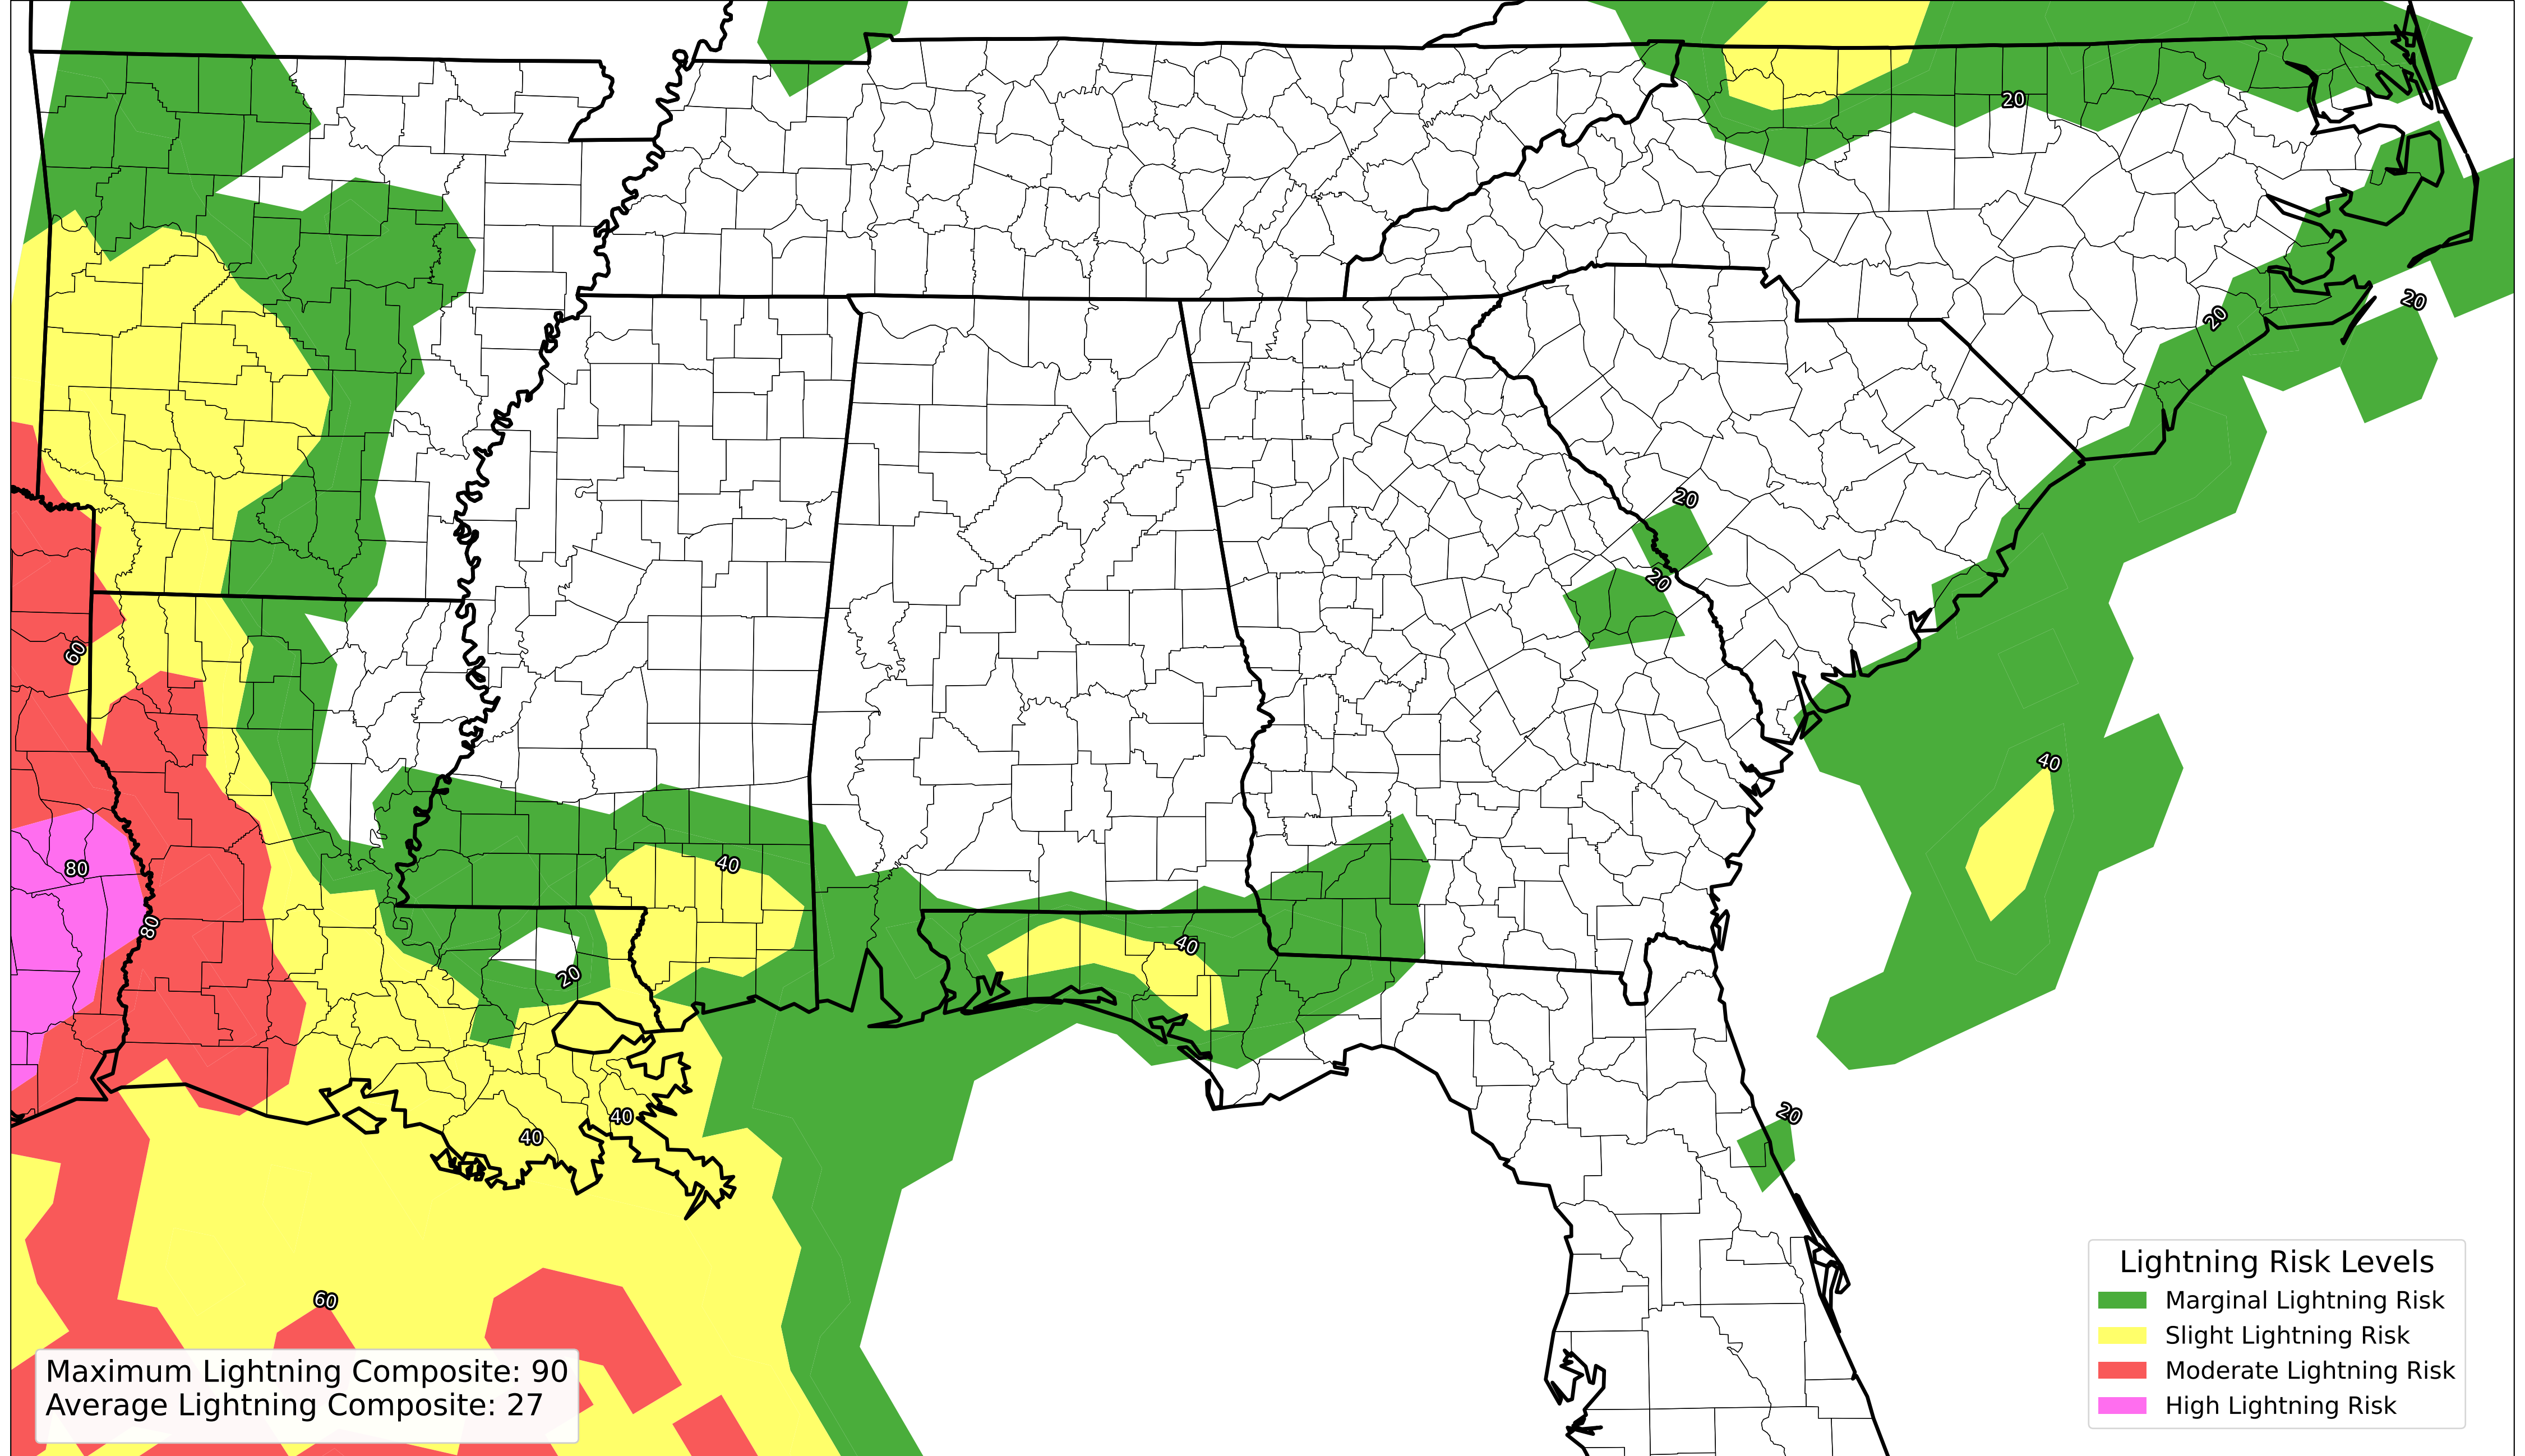 20
20
20
20
20
60
40
80
40
80
40
20
40
40
20
60
Lightning Risk Levels
Marginal Lightning Risk
Slight Lightning Risk
Moderate Lightning Risk
High Lightning Risk
Maximum Lightning Composite: 90
Average Lightning Composite: 27